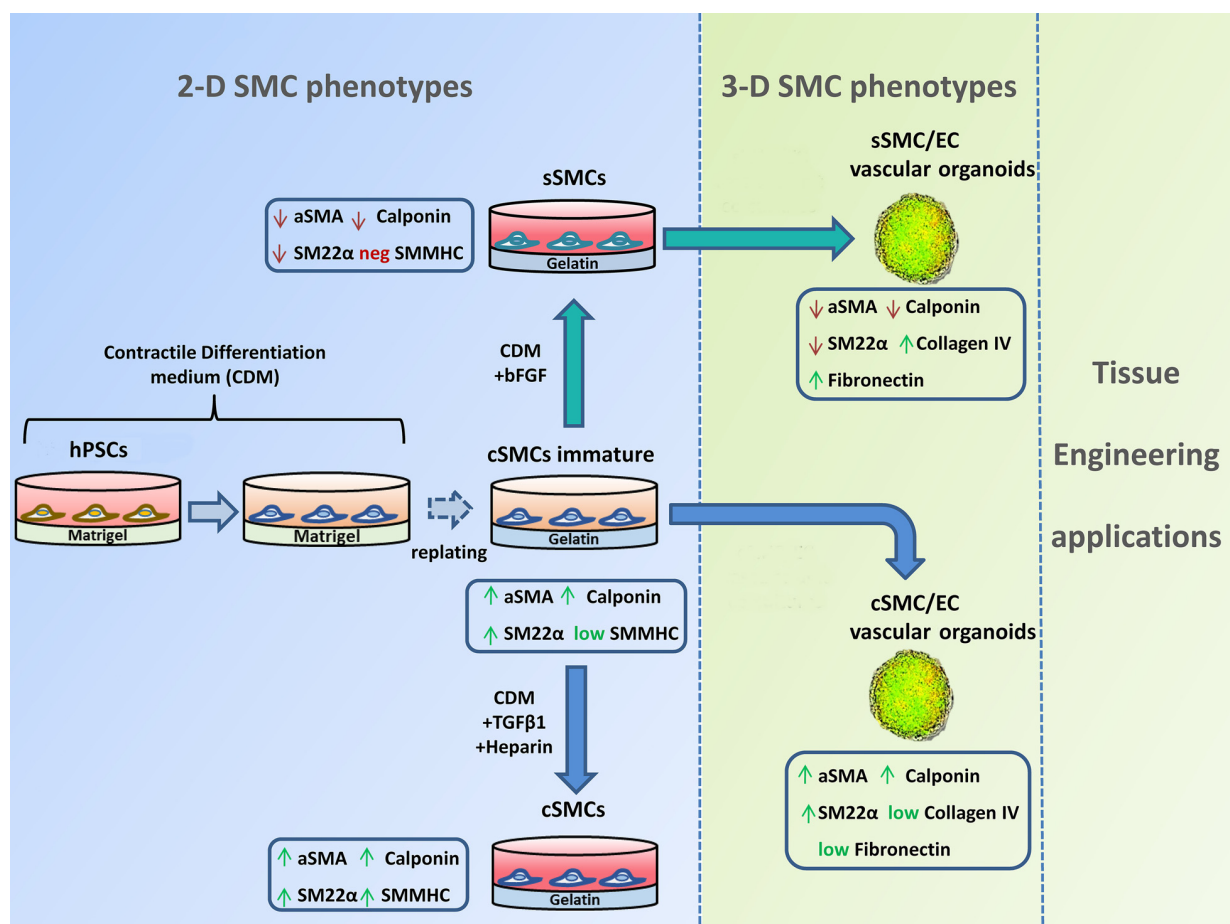 2-D SMC phenotypes
3-D SMC phenotypes
sSMCs
↓ aSMA ↓ Calponin
↓ SM22α neg SMMHC
Gelatin
sSMC/EC
vascular organoids
↓ aSMA ↓ Calponin
↓ SM22α ↑ Collagen IV
↑ Fibronectin
CDM
+bFGF
Contractile Differentiation
medium (CDM)
hPSCs
Matrigel
Matrigel
replating
cSMCs immature
Gelatin
↑ aSMA ↑ Calponin
↑ SM22α low SMMHC
CDM
+TGFβ1
+Heparin
cSMCs
↑ aSMA ↑ Calponin
↑ SM22α ↑ SMMHC
Gelatin
cSMC/EC
vascular organoids
↑ aSMA ↑ Calponin
↑ SM22α low Collagen IV
low Fibronectin
Tissue
Engineering
applications